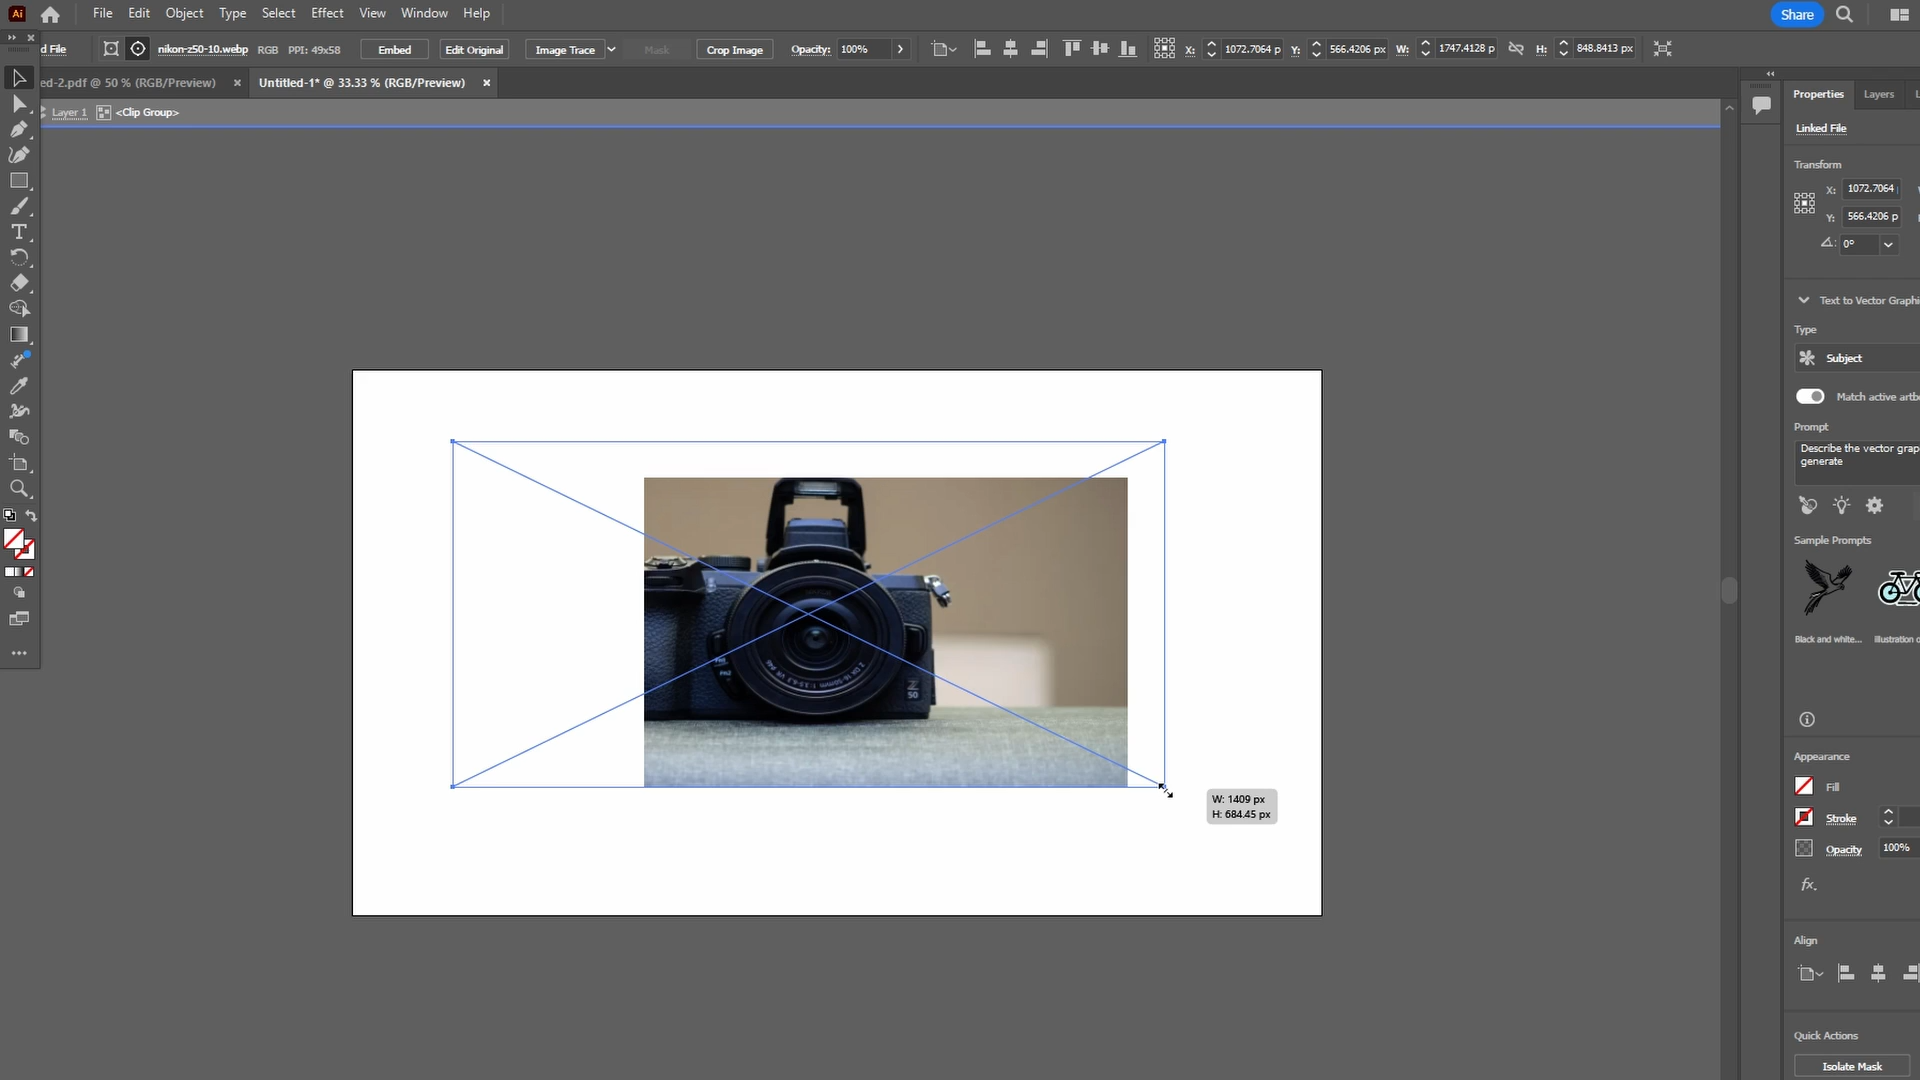 Ai File Edit Object Type Select Effect View Window Help Share
d File nikon-z50-10.webp RGB PPI: 49x58 Embed Edit Original Image Trace Mask Crop Image Opacity: 100% X: 1072.7064 p Y: 566.4206 px W: 1747.4128 p H: 848.8413 px
ed-2.pdf @ 50 % (RGB/Preview) × Untitled-1* @ 33.33 % (RGB/Preview) ×
Layer 1 <Clip Group>
Properties Layers L
Linked File
Transform
X: 1072.7064
Y: 566.4206 p
0°
Text to Vector Graphi
Type
Subject
Match active artb
Prompt
Describe the vector grap
generate
Sample Prompts
Black and white... Illustration o
Z
50
W: 1409 px
H: 684.45 px
Appearance
Fill
Stroke
Opacity 100%
fx.
Align
Quick Actions
Isolate Mask